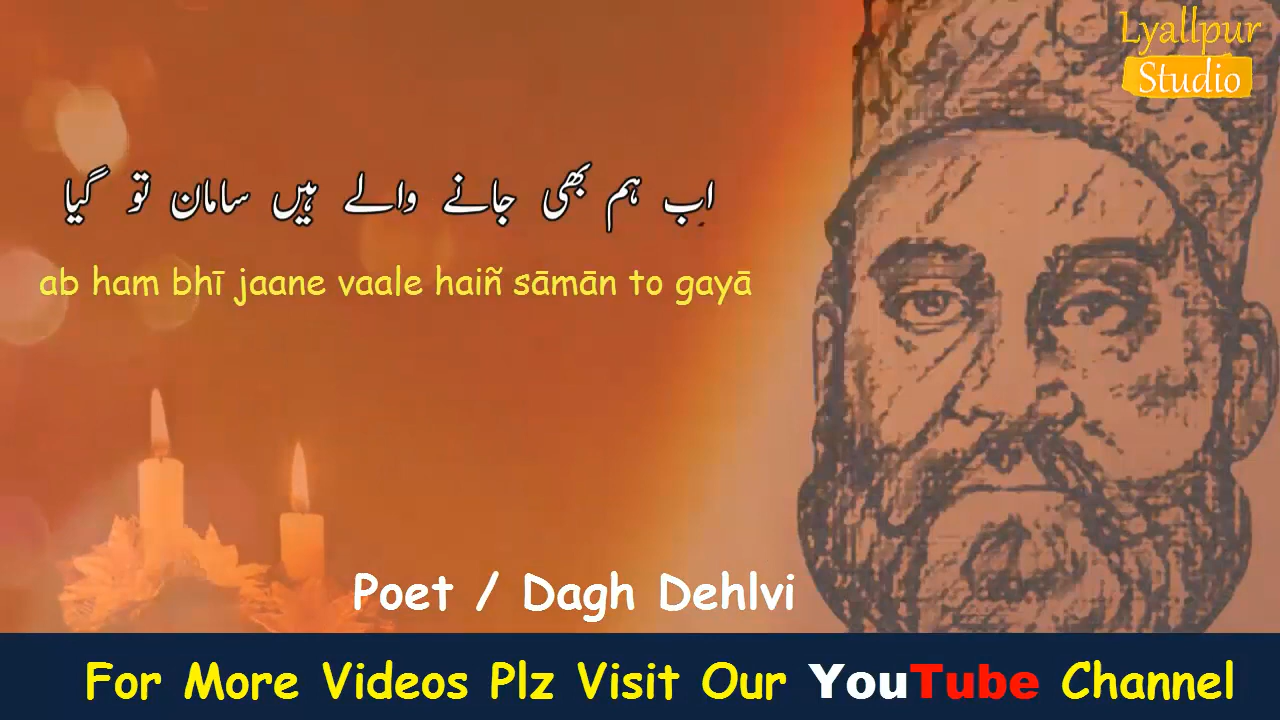 Lyallpur
Studio
اب ہم بھی جانے والے ہیں سامان تو گیا
ab ham bhī jaane vaale haiñ sāmān to gayā
Poet / Dagh Dehlvi
For More Videos Plz Visit Our YouTube Channel